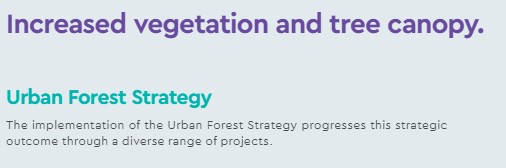 Increased vegetation and tree canopy.
Urban Forest Strategy
The implementation of the Urban Forest Strategy progresses this strategic
outcome through a diverse range of projects.